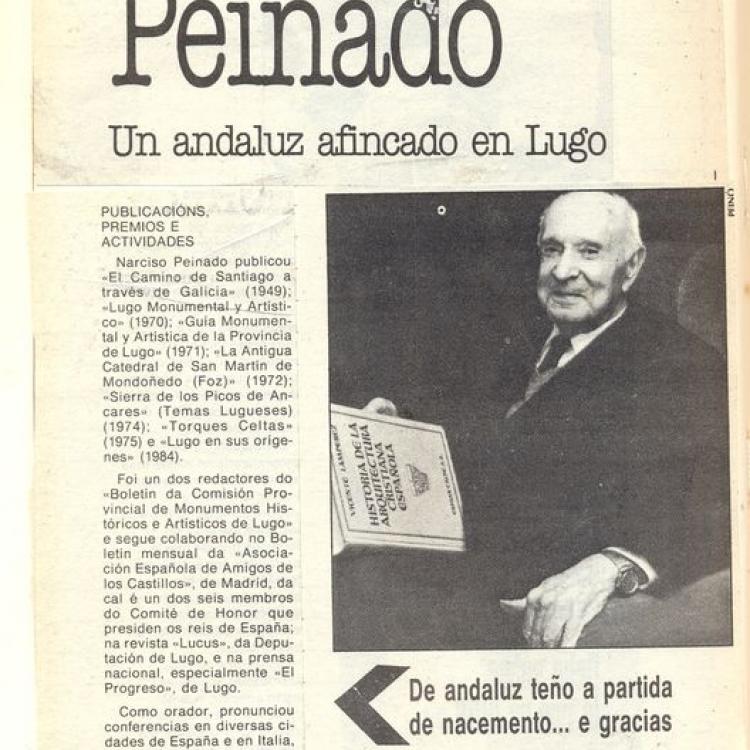 Peinado
Un andaluz afincado en Lugo
PUBLICACIÓNS,
PREMIOS E
ACTIVIDADES
Narciso Peinado publicou
«El Camino de Santiago a
través de Galicia» (1949);
«Lugo Monumental y Artísti-
co» (1970); «Guía Monumen-
tal y Artística de la Provincia
de Lugo» (1971); «La Antigua
Catedral de San Martín de
Mondoñedo (Foz)» (1972);
«Sierra de los Picos de An-
cares» (Temas Lugueses)
(1974); «Torques Celtas»
(1975) e «Lugo en sus oríge-
nes» (1984).
Foi un dos redactores do
«Boletín da Comisión Pro-
vincial de Monumentos His-
tóricos e Artísticos de Lugo»
e segue colaborando no Bo-
letín mensual da «Asocia-
ción Española de Amigos de
los Castillos», de Madrid, da
cal é un dos seis membros
do Comité de Honor que
presiden os reis de España;
na revista «Lucus», da Depu-
tación de Lugo, e na prensa
nacional, especialmente «El
Progreso», de Lugo.
Como orador, pronunciou
conferencias en diversas ci-
dades de España e en Italia,
VICENTE LAMPEREZ
HISTORIA DE LA
ARQUITECTURA
CRISTIANA
ESPAÑOLA
De andaluz teño a partida
de nacemento... e gracias